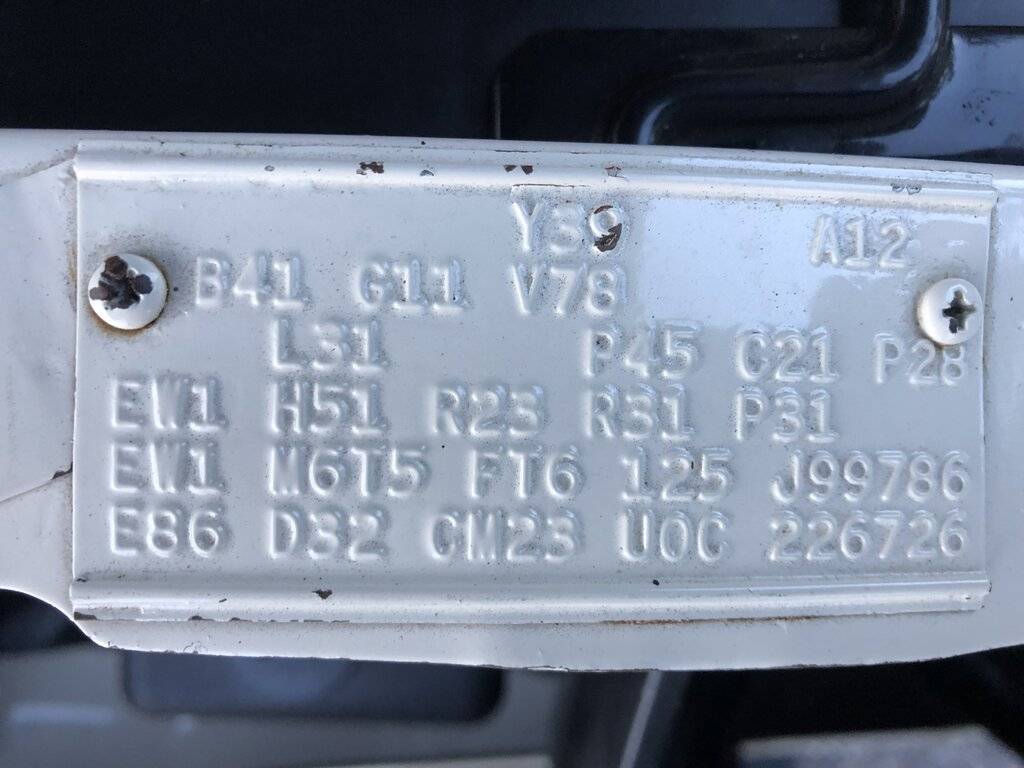 Y39 A12
B41 G11 V78
L31 P45 C21 P28
EW1 H51 R23 R31 P31
EW1 M6T5 FT6 125 J99786
E86 D32 CM23 U0C 226726